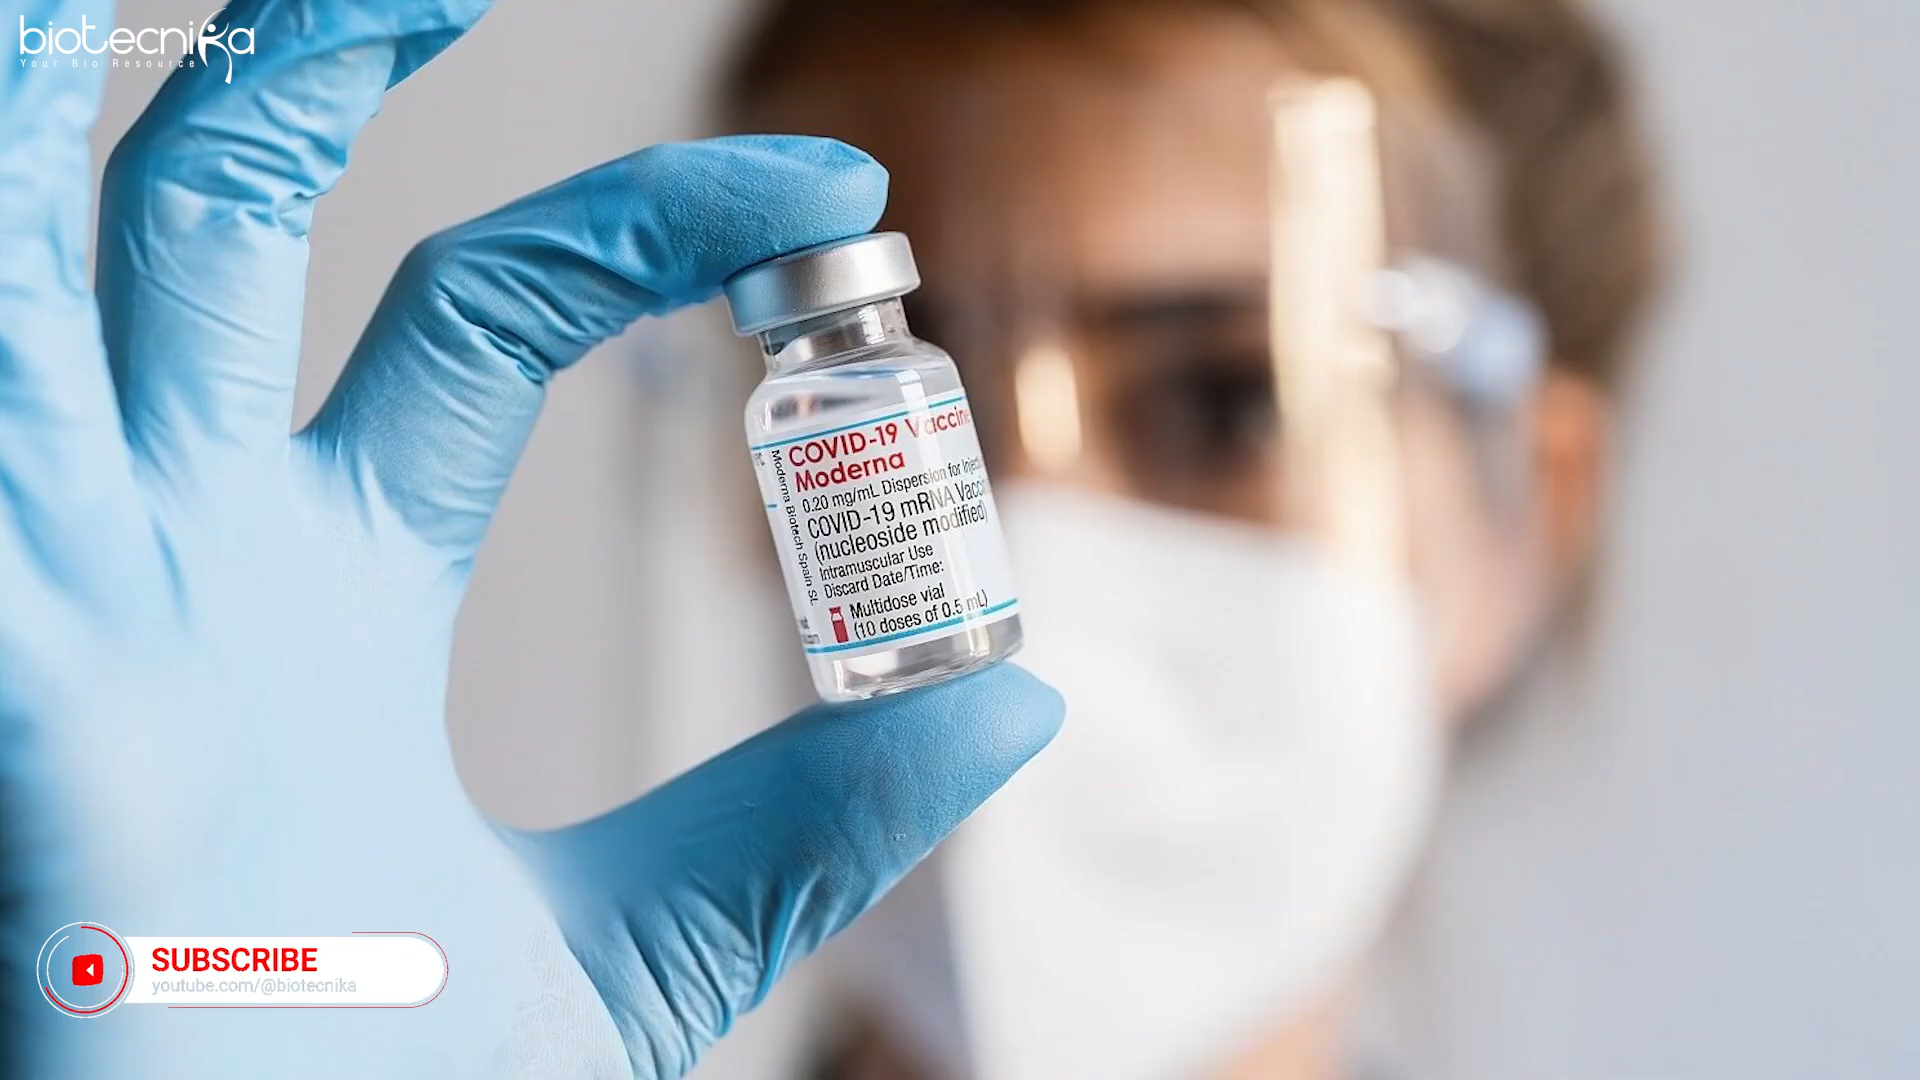 biotecnika
Your Bio Resource
COVID-19 Vaccin
Moderna
0.20 mg/mL Dispersion for
COVID-19 mRNA
(nucleoside modified)
Intramuscular Use
Discard Date/Time:
Multidose vial
(10 doses of 0.5 mL)
Moderna Biotech Spain SL
SUBSCRIBE
youtube.com/@biotecnika